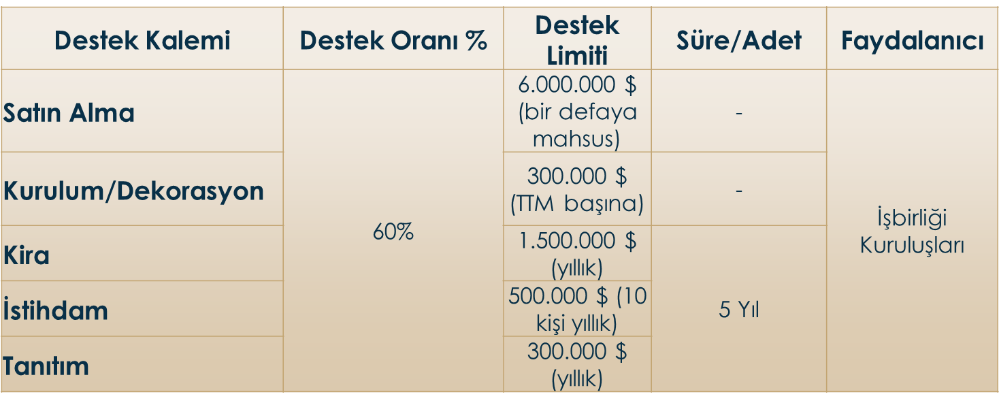 Destek Kalemi
Destek Oranı %
Destek
Limiti
Süre/Adet
Faydalanıcı
Satın Alma
6.000.000 $
(bir defaya
mahsus)
-
Kurulum/Dekorasyon
300.000 $
(TTM başına)
-
60%
İşbirliği
Kuruluşları
Kira
1.500.000 $
(yıllık)
İstihdam
500.000 $ (10
kişi yıllık)
5 Yıl
Tanıtım
300.000 $
(yıllık)